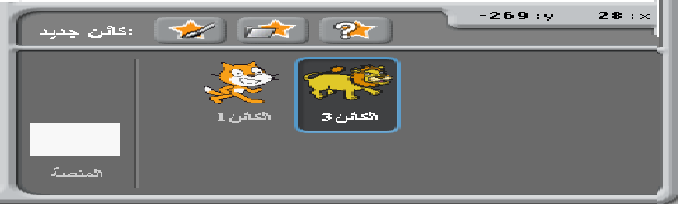 x: 28 y: -269
كائن جديد:
الكائن 1
الكائن 3
المنصة